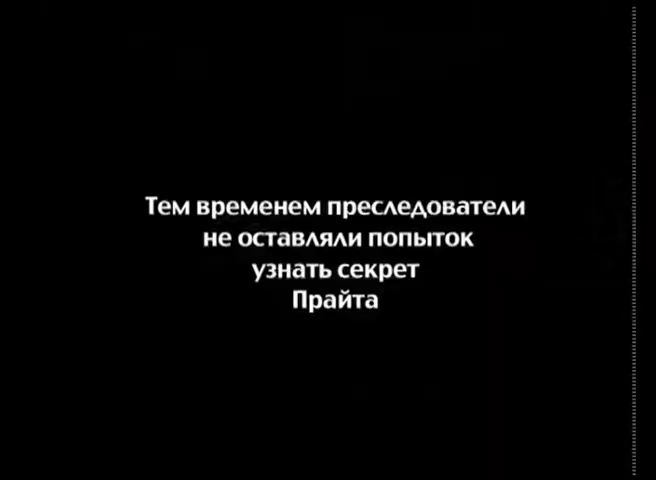 Тем временем преследователи
не оставляли попыток
узнать секрет
Прайта